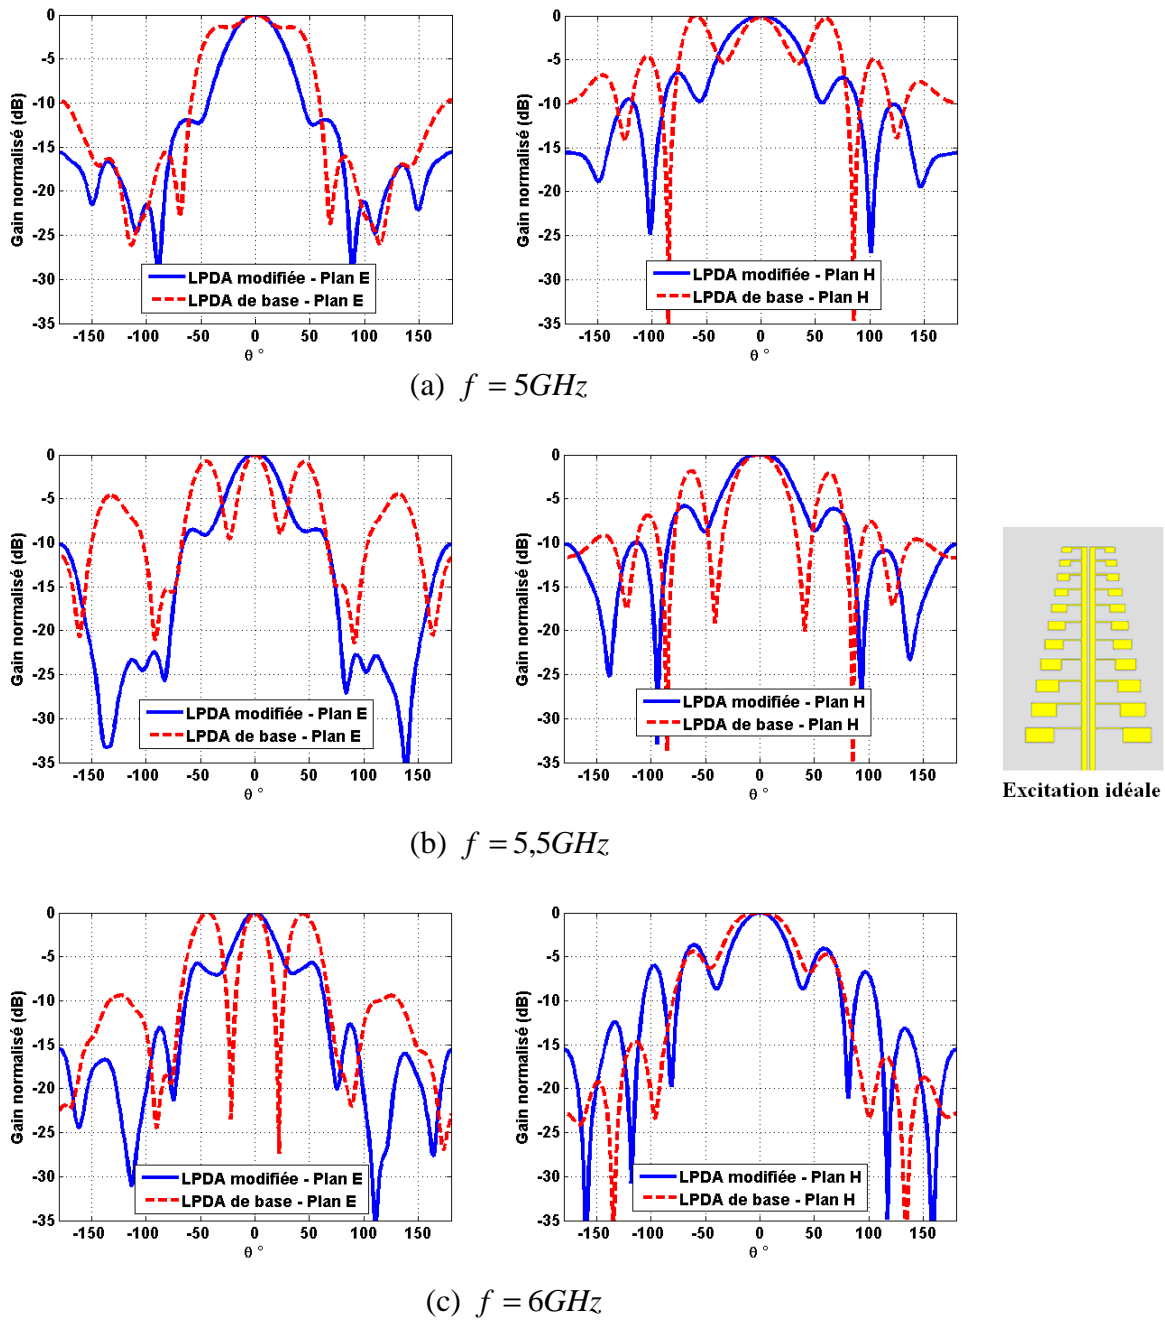 Gain normalisé (dB)
0
-5
-10
-15
-20
-25
-30
-35
LPDA modifiée - Plan E
LPDA de base - Plan E
-150 -100 -50 0 50 100 150
θ °
Gain normalisé (dB)
0
-5
-10
-15
-20
-25
-30
-35
LPDA modifiée - Plan H
LPDA de base - Plan H
-150 -100 -50 0 50 100 150
θ °
(a) f = 5GHz
Gain normalisé (dB)
0
-5
-10
-15
-20
-25
-30
-35
LPDA modifiée - Plan E
LPDA de base - Plan E
-150 -100 -50 0 50 100 150
θ °
Gain normalisé (dB)
0
-5
-10
-15
-20
-25
-30
-35
LPDA modifiée - Plan H
LPDA de base - Plan H
-150 -100 -50 0 50 100 150
θ °
Excitation idéale
(b) f = 5,5GHz
Gain normalisé (dB)
0
-5
-10
-15
-20
-25
-30
-35
LPDA modifiée - Plan E
LPDA de base - Plan E
-150 -100 -50 0 50 100 150
θ °
Gain normalisé (dB)
0
-5
-10
-15
-20
-25
-30
-35
LPDA modifiée - Plan H
LPDA de base - Plan H
-150 -100 -50 0 50 100 150
θ °
(c) f = 6GHz